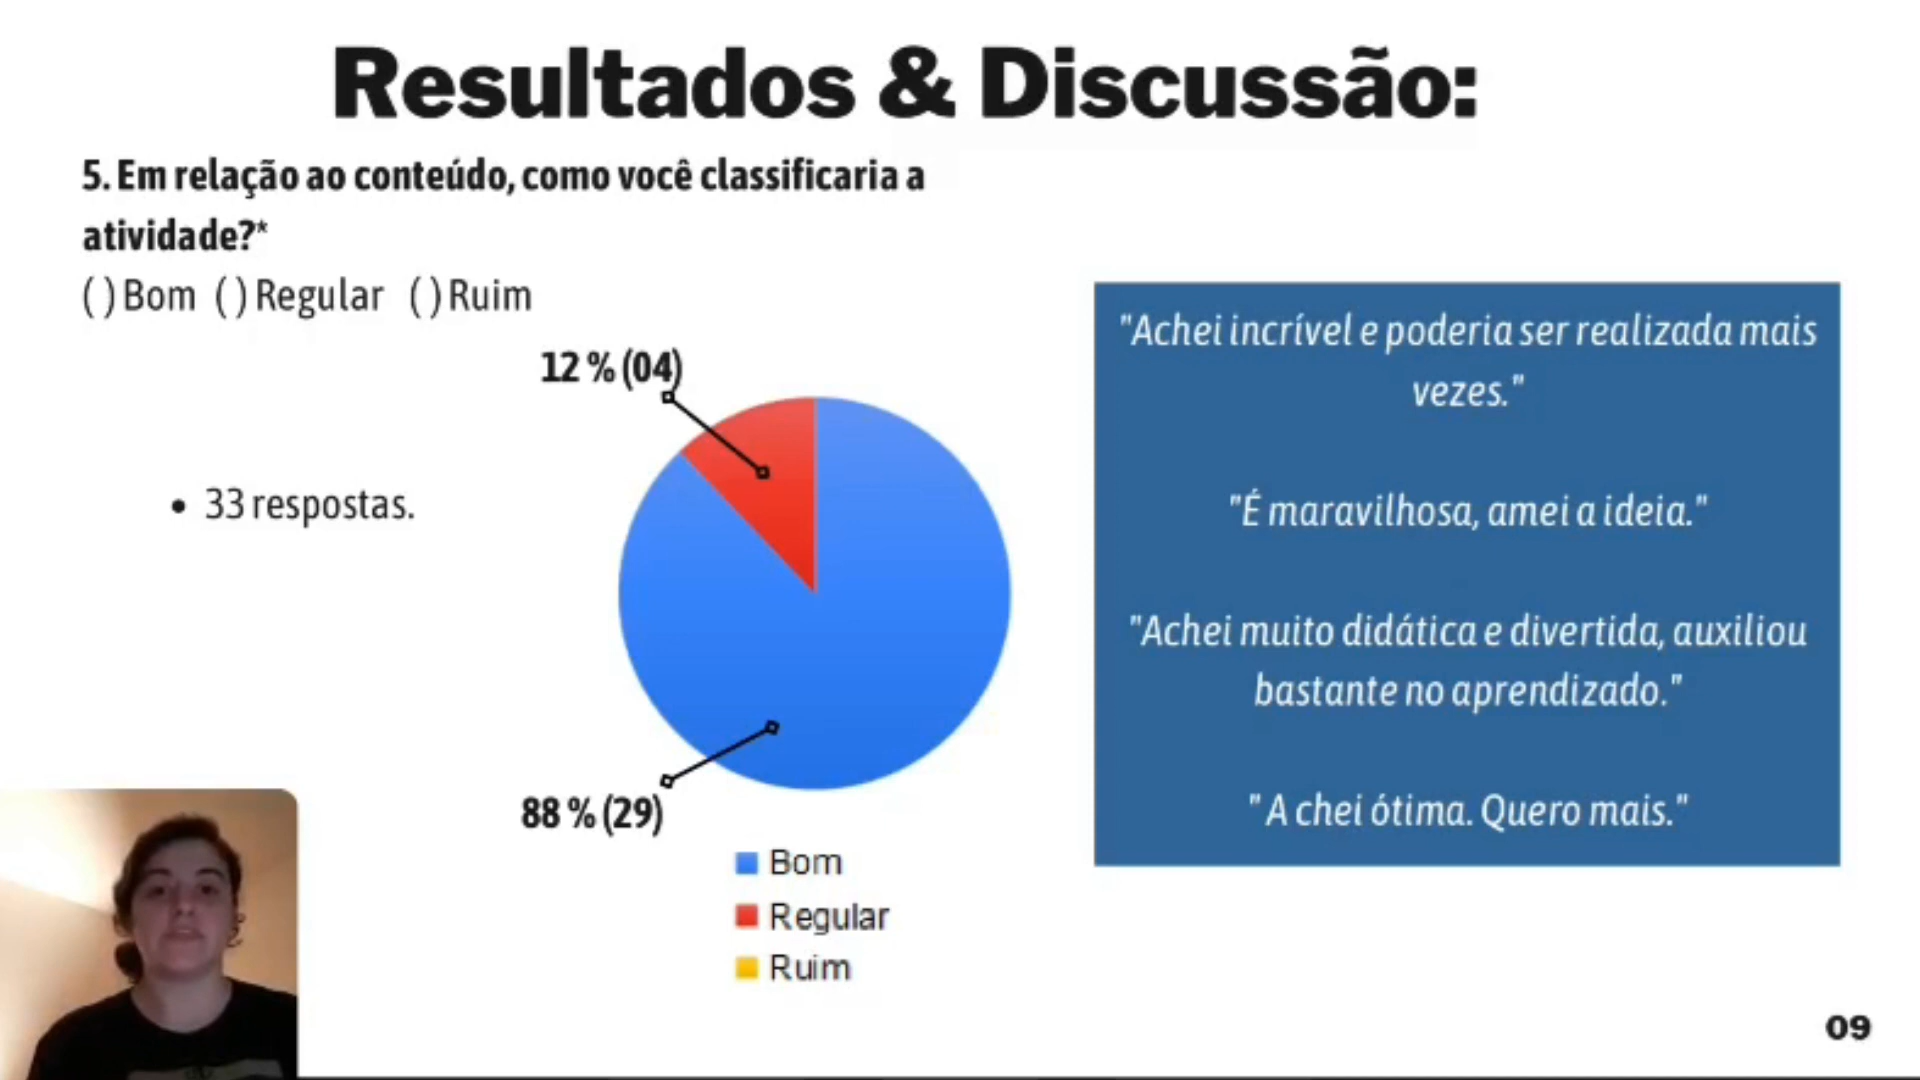 Resultados & Discussão:
5. Em relação ao conteúdo, como você classificaria a
atividade?*
( ) Bom ( ) Regular ( ) Ruim
12 % (04)
• 33 respostas.
88 % (29)
Bom
Regular
Ruim
"Achei incrível e poderia ser realizada mais
vezes."
"É maravilhosa, amei a ideia."
"Achei muito didática e divertida, auxiliou
bastante no aprendizado."
" A chei ótima. Quero mais."
09